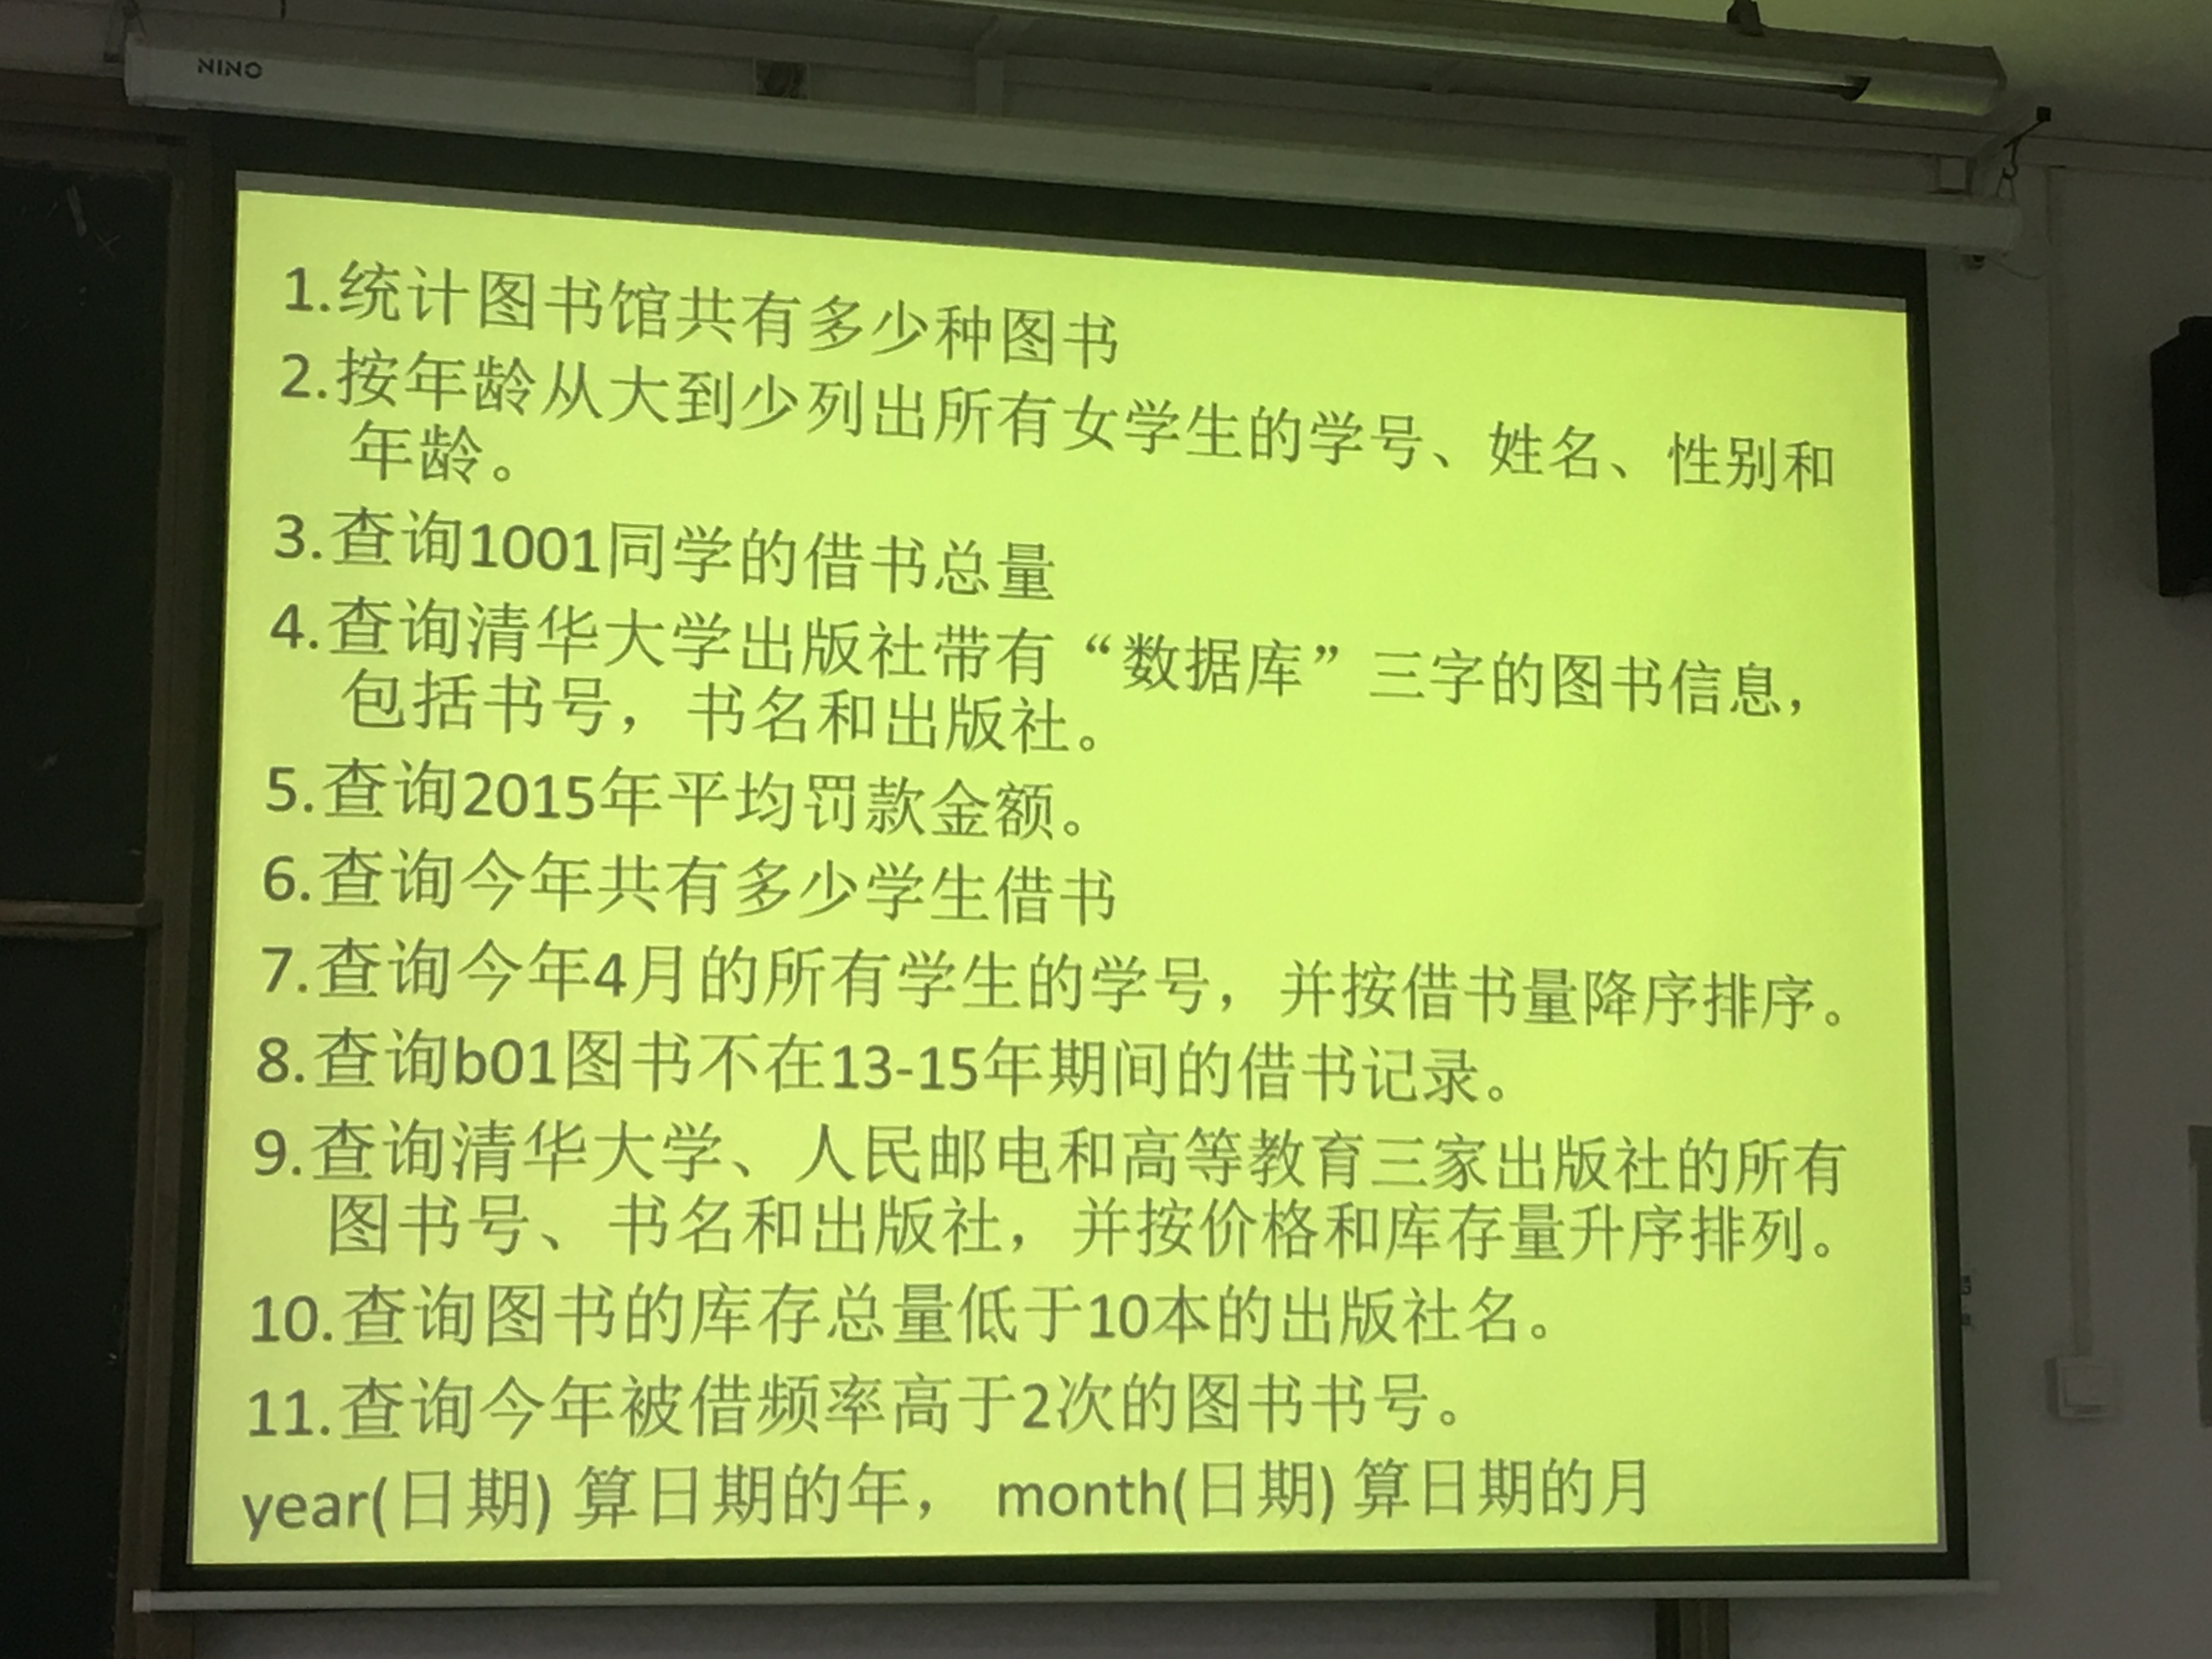 NINO
1.统计图书馆共有多少种图书
2.按年龄从大到少列出所有女学生的学号、姓名、性别和
年龄。
3.查询1001同学的借书总量
4.查询清华大学出版社带有“数据库”三字的图书信息，
包括书号，书名和出版社。
5.查询2015年平均罚款金额。
6.查询今年共有多少学生借书
7.查询今年4月的所有学生的学号，并按借书量降序排序。
8.查询b01图书不在13-15年期间的借书记录。
9.查询清华大学、人民邮电和高等教育三家出版社的所有
图书号、书名和出版社，并按价格和库存量升序排列。
10.查询图书的库存总量低于10本的出版社名。
11.查询今年被借频率高于2次的图书书号。
year(日期) 算日期的年， month(日期) 算日期的月